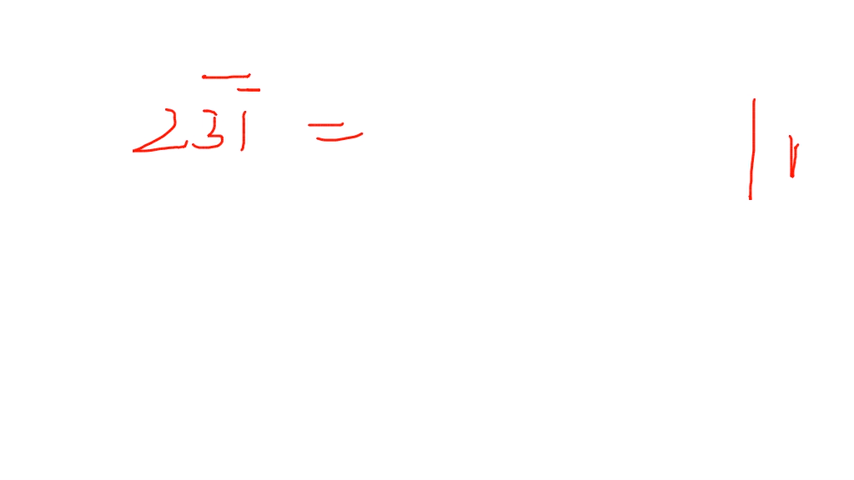 231 =